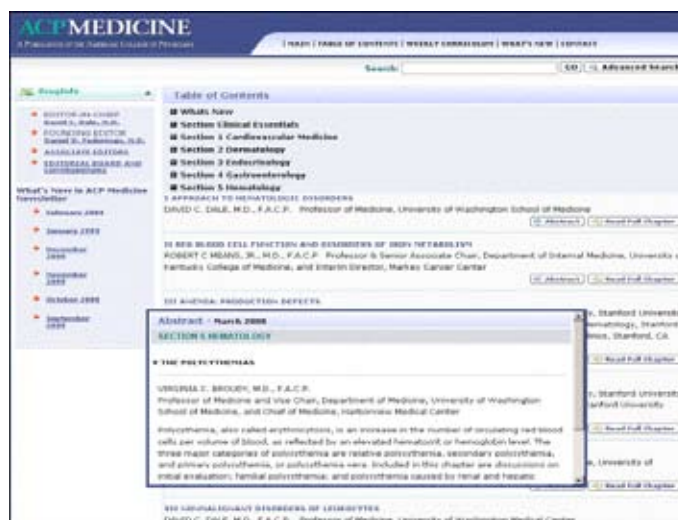 ACPMEDICINE
A PUBLICATION OF THE AMERICAN COLLEGE OF PHYSICIANS
| MAIN | TABLE OF CONTENTS | WEEKLY CURRICULUM | WHAT'S NEW | CONTACT
Search: GO Advanced Search
EDITOR-IN-CHIEF
David C. Dale, M.D.
FOUNDING EDITOR
Daniel D. Federman, M.D.
ASSOCIATE EDITORS
EDITORIAL BOARD AND
What's New in ACP Medicine
Newsletter
February 2009
January 2009
December
2008
November
2008
October 2008
September
2008
Table of Contents
Whats New
Section Clinical Essentials
Section 1 Cardiovascular Medicine
Section 2 Dermatology
Section 3 Endocrinology
Section 4 Gastroenterology
Section 5 Hematology
I APPROACH TO HEMATOLOGIC DISORDERS
DAVID C. DALE, M.D., F.A.C.P. Professor of Medicine, University of Washington School of Medicine
Abstract Read Full Chapter
II RED BLOOD CELL FUNCTION AND DISORDERS OF IRON METABOLISM
ROBERT C MEANS, JR., M.D., F.A.C.P Professor & Senior Associate Chair, Department of Internal Medicine, University of
Kentucky College of Medicine, and Interim Director, Markey Cancer Center
Abstract Read Full Chapter
III ANEMIA: PRODUCTION DEFECTS
, Stanford University
ematology, Stanford
, Stanford, CA
Read Full Chapter
, Stanford University
anford University
Read Full Chapter
e, University of
Read Full Chapter
Abstract - March 2008
SECTION 5 HEMATOLOGY
THE POLYCYTHEMIAS
VIRGINIA C. BROUDY, M.D., F.A.C.P.
Professor of Medicine and Vice Chair, Department of Medicine, University of Washington
School of Medicine, and Chief of Medicine, Harborview Medical Center
Polycythemia, also called erythrocytosis, is an increase in the number of circulating red blood
cells per volume of blood, as reflected by an elevated hematocrit or hemoglobin level. The
three major categories of polycythemia are relative polycythemia, secondary polycythemia,
and primary polycythemia, or polycythemia vera. Included in this chapter are discussions on
initial evaluation, familial polycythemia, and polycythemia caused by renal and hepatic
VII NONMALIGNANT DISORDERS OF LEUKOCYTES
DAVID C. DALE, M.D., F.A.C.P. Professor of Medicine, University of Washington Medical Center